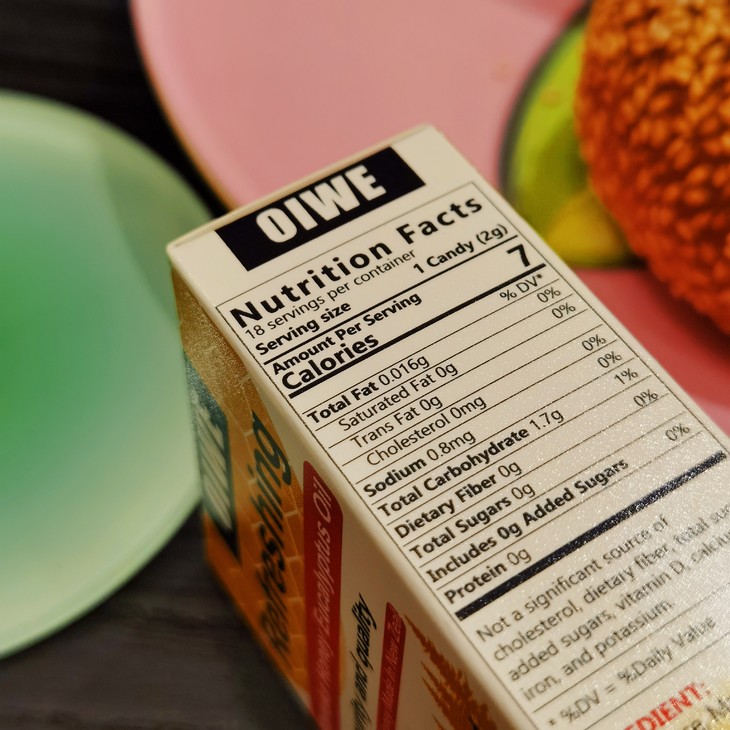 OIWE
Nutrition Facts
18 servings per container
Serving size 1 Candy (2g)
Amount Per Serving
Calories 7
% DV*
Total Fat 0.016g 0%
Saturated Fat 0g 0%
Trans Fat 0g
Cholesterol 0mg 0%
Sodium 0.8mg 0%
Total Carbohydrate 1.7g 1%
Dietary Fiber 0g 0%
Total Sugars 0g
Includes 0g Added Sugars 0%
Protein 0g
Not a significant source of
cholesterol, dietary fiber, total
added sugars, vitamin D, calcium
iron, and potassium.
* %DV = %Daily Value
Refreshing
Eucalyptus Oil
and quality